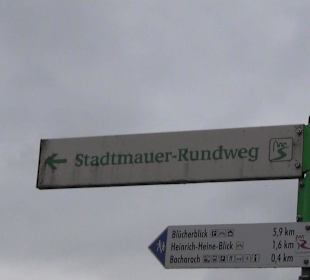 Stadtmauer-Rundweg
Blücherblick 5,9 km
Heinrich-Heine-Blick 1,6 km
Bacharach 0,4 km